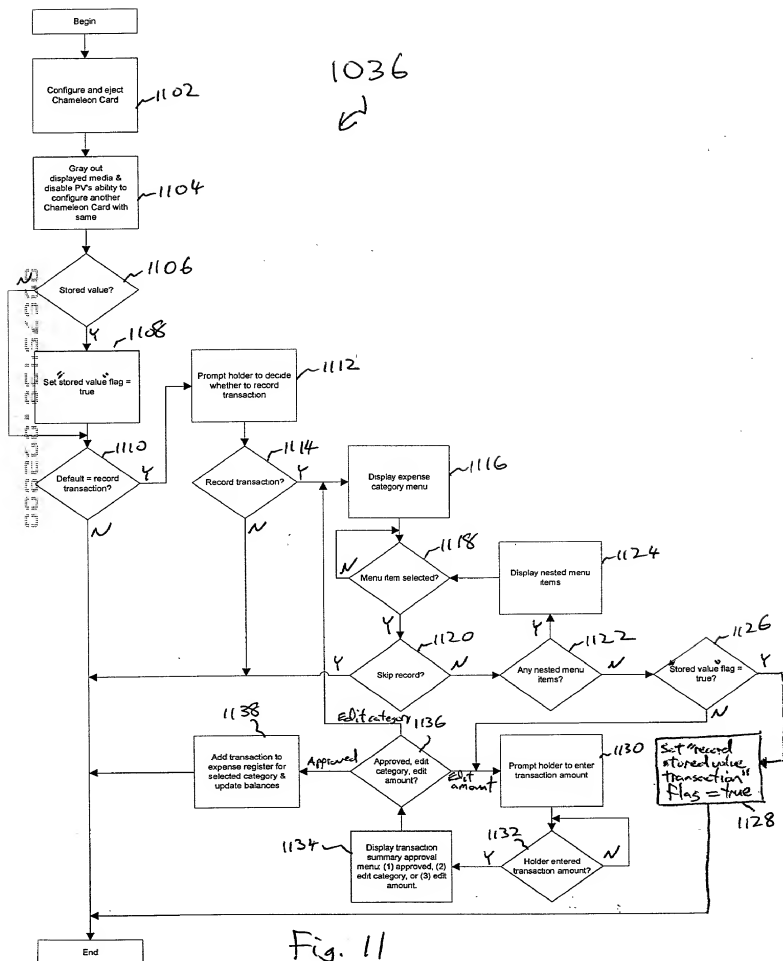 Begin
1036
Configure and eject
Chameleon Card
1102
Gray out
displayed media &
disable PV's ability to
configure another
Chameleon Card with
same
1104
1106
N
Stored value?
Y
1108
Set "stored value" flag =
true
Prompt holder to decide
whether to record
transaction
1112
1110
Default = record
transaction?
Y
N
1114
Record transaction?
Y
N
Display expense
category menu
1116
1118
N
Menu item selected?
Y
Display nested menu
items
1124
1120
Y
Skip record?
N
Y
1122
Any nested menu
items?
N
1126
"Stored value" flag =
true?
Y
N
1138
Add transaction to
expense register for
selected category &
update balances
Edit category
1136
Approved
Approved, edit
category, edit
amount?
Edit
amount
Prompt holder to enter
transaction amount
1130
Set "record
stored value
transaction"
flag = true
1128
1134
Display transaction
summary approval
menu: (1) approved, (2)
edit category, or (3) edit
amount.
Y
1132
Holder entered
transaction amount?
N
End
Fig. 11